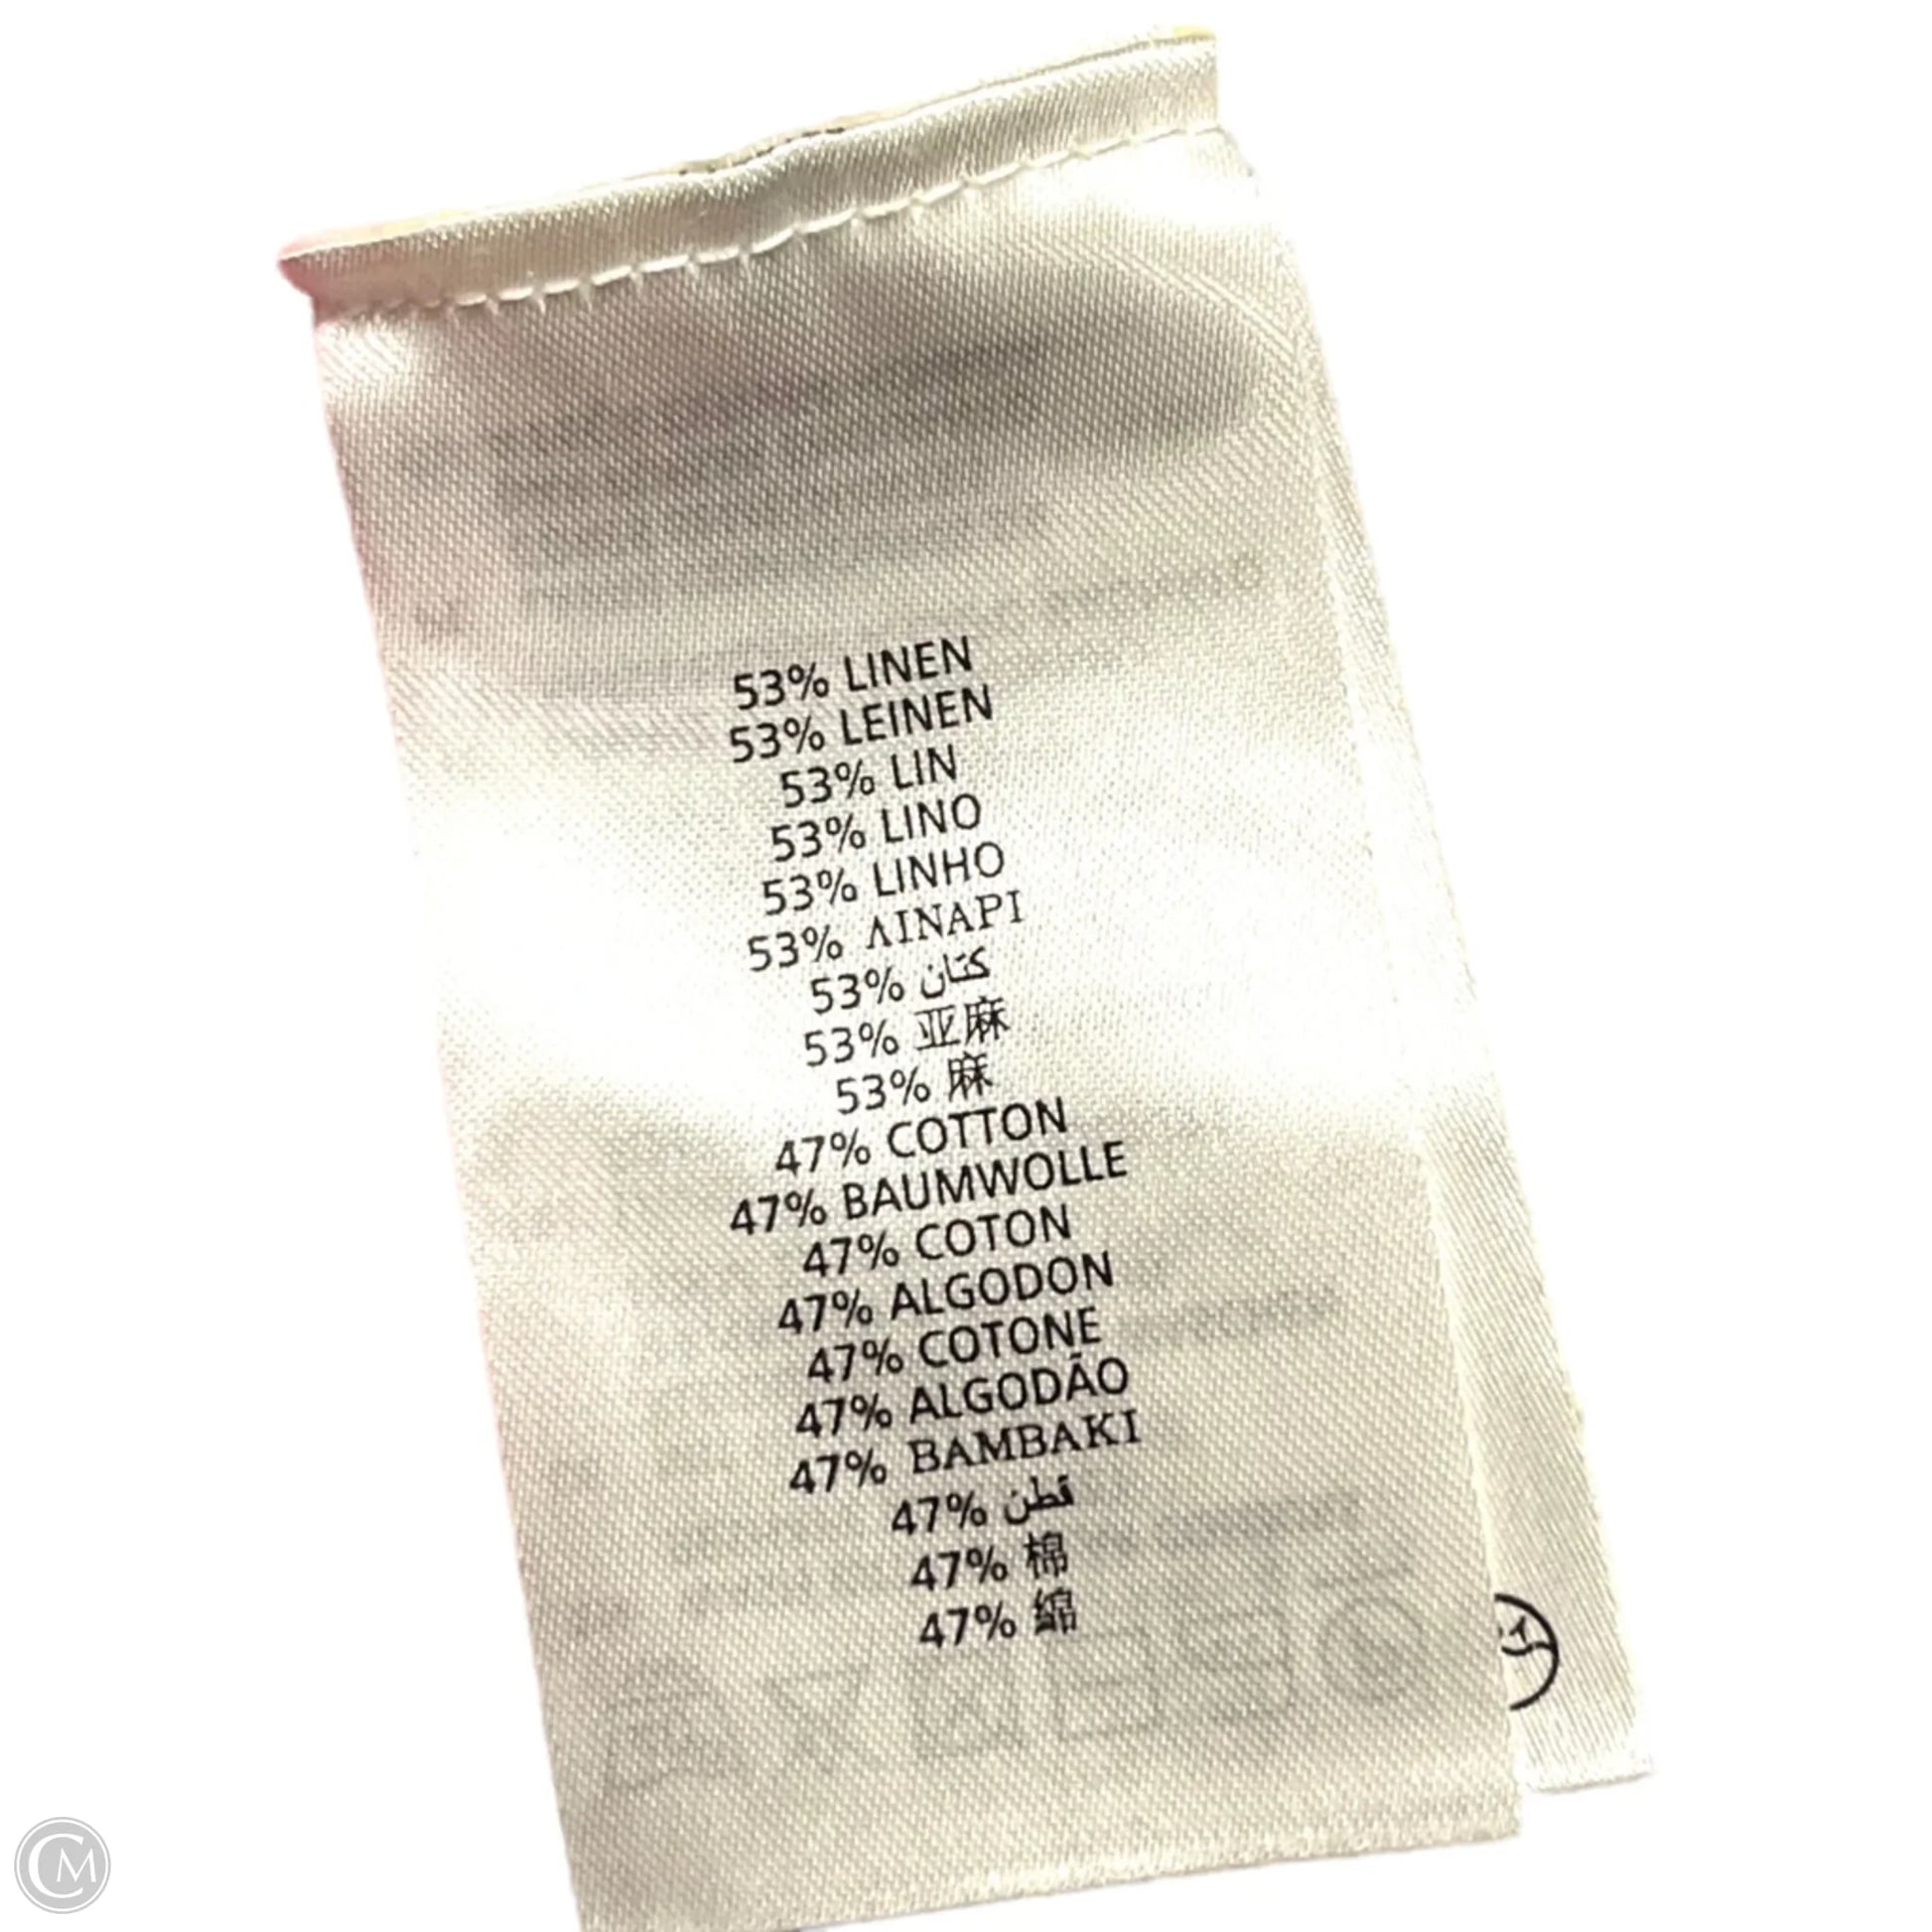 53% LINEN
53% LEINEN
53% LIN
53% LINO
53% LINHO
53% ΛINAPI
53% كتان
53% 亚麻
53% 麻
47% COTTON
47% BAUMWOLLE
47% COTON
47% ALGODON
47% COTONE
47% ALGODÃO
47% BAMBAKI
47% قطن
47% 棉
47% 綿
CM